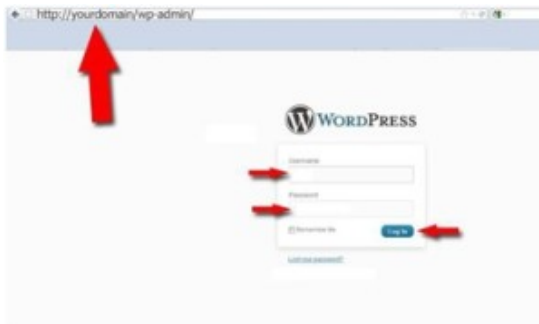 http://yourdomain/wp-admin/
WORDPRESS
Username
Password
Remember Me
Log In
Lost your password?